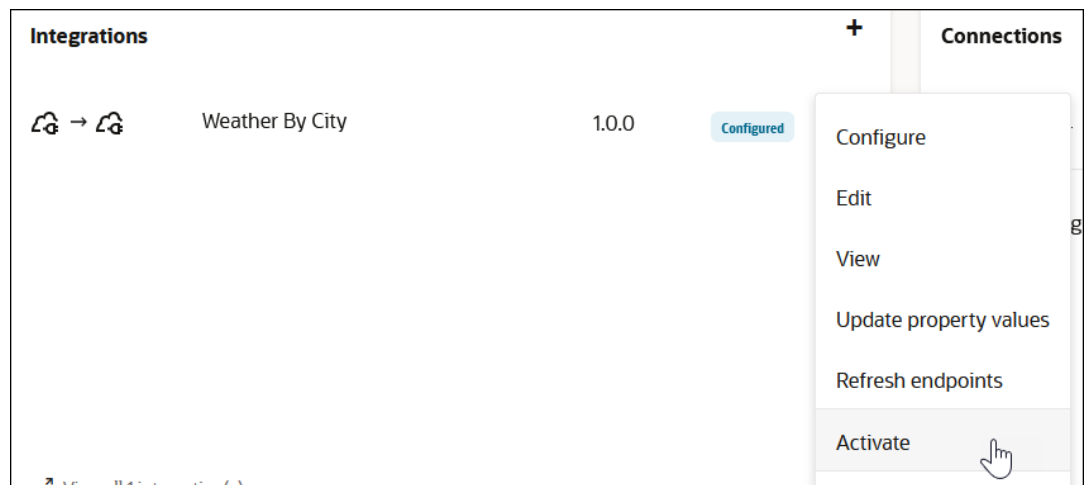 Integrations + Connections
→ Weather By City 1.0.0 Configured
Configure
Edit
View
Update property values
Refresh endpoints
Activate